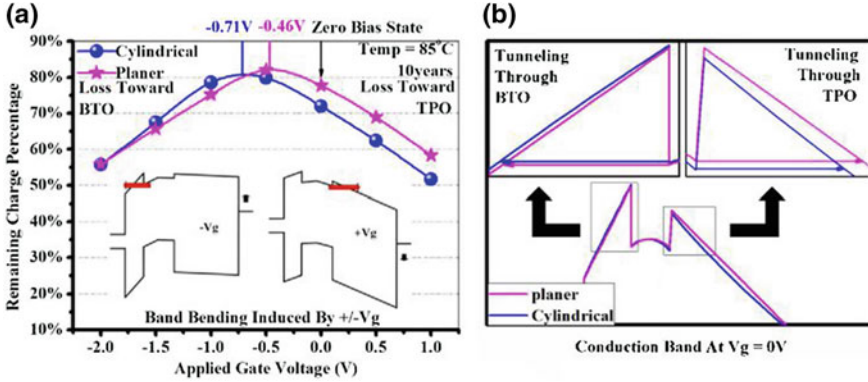 (a)
-0.71V -0.46V Zero Bias State
Cylindrical
Planer
Temp = 85°C
10years
Loss Toward
BTO
Loss Toward
TPO
Remaining Charge Percentage
90%
80%
70%
60%
50%
40%
30%
20%
10%
-Vg
+Vg
Band Bending Induced By +/-Vg
-2.0 -1.5 -1.0 -0.5 0.0 0.5 1.0
Applied Gate Voltage (V)
(b)
Tunneling
Through
BTO
Tunneling
Through
TPO
planer
Cylindrical
Conduction Band At Vg = 0V